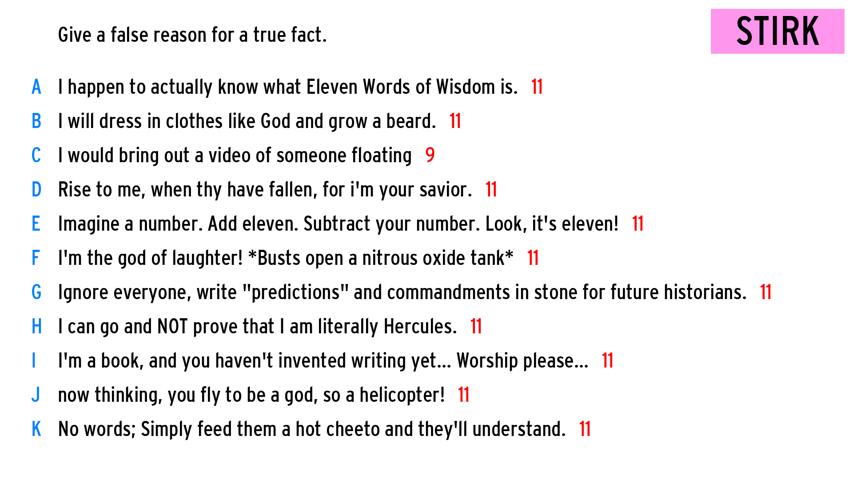 Give a false reason for a true fact.
STIRK
A I happen to actually know what Eleven Words of Wisdom is. 11
B I will dress in clothes like God and grow a beard. 11
C I would bring out a video of someone floating 9
D Rise to me, when thy have fallen, for i'm your savior. 11
E Imagine a number. Add eleven. Subtract your number. Look, it's eleven! 11
F I'm the god of laughter! *Busts open a nitrous oxide tank* 11
G Ignore everyone, write "predictions" and commandments in stone for future historians. 11
H I can go and NOT prove that I am literally Hercules. 11
I I'm a book, and you haven't invented writing yet... Worship please... 11
J now thinking, you fly to be a god, so a helicopter! 11
K No words; Simply feed them a hot cheeto and they'll understand. 11